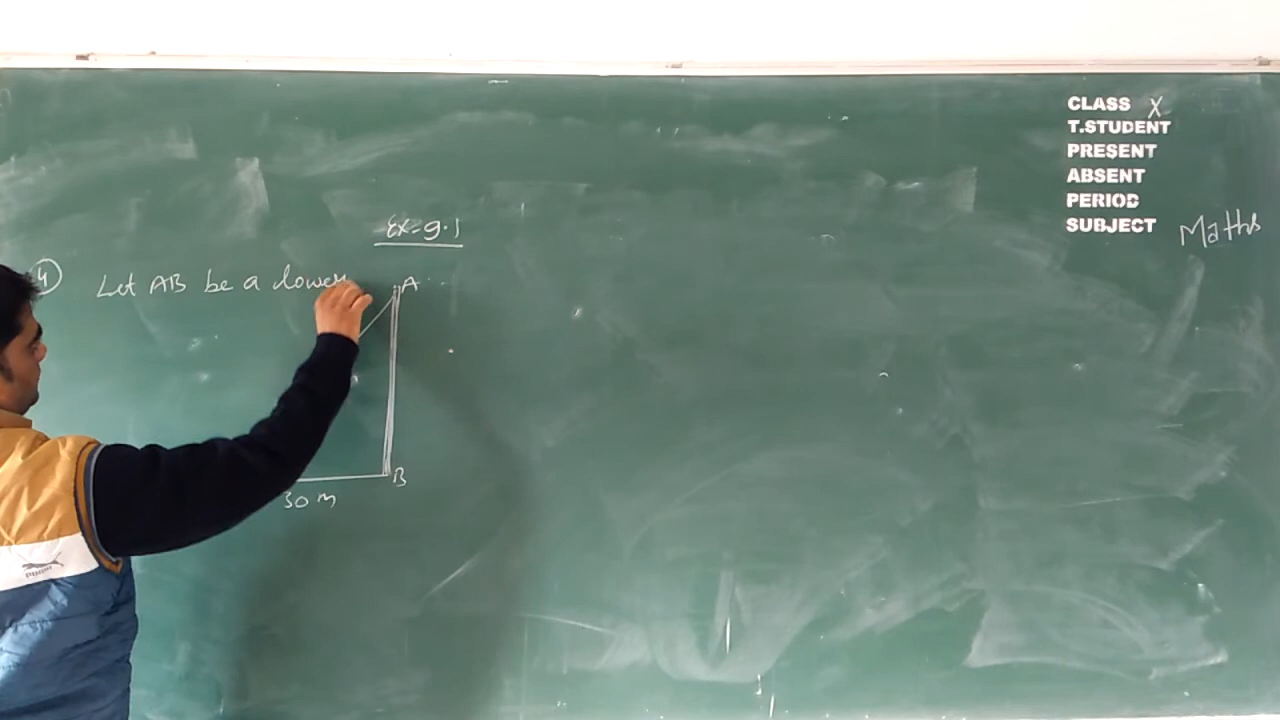 CLASS X
T.STUDENT
PRESENT
ABSENT
PERIOD
SUBJECT Maths
Ex-9.1
4 Let AB be a tower
A
B
30 m